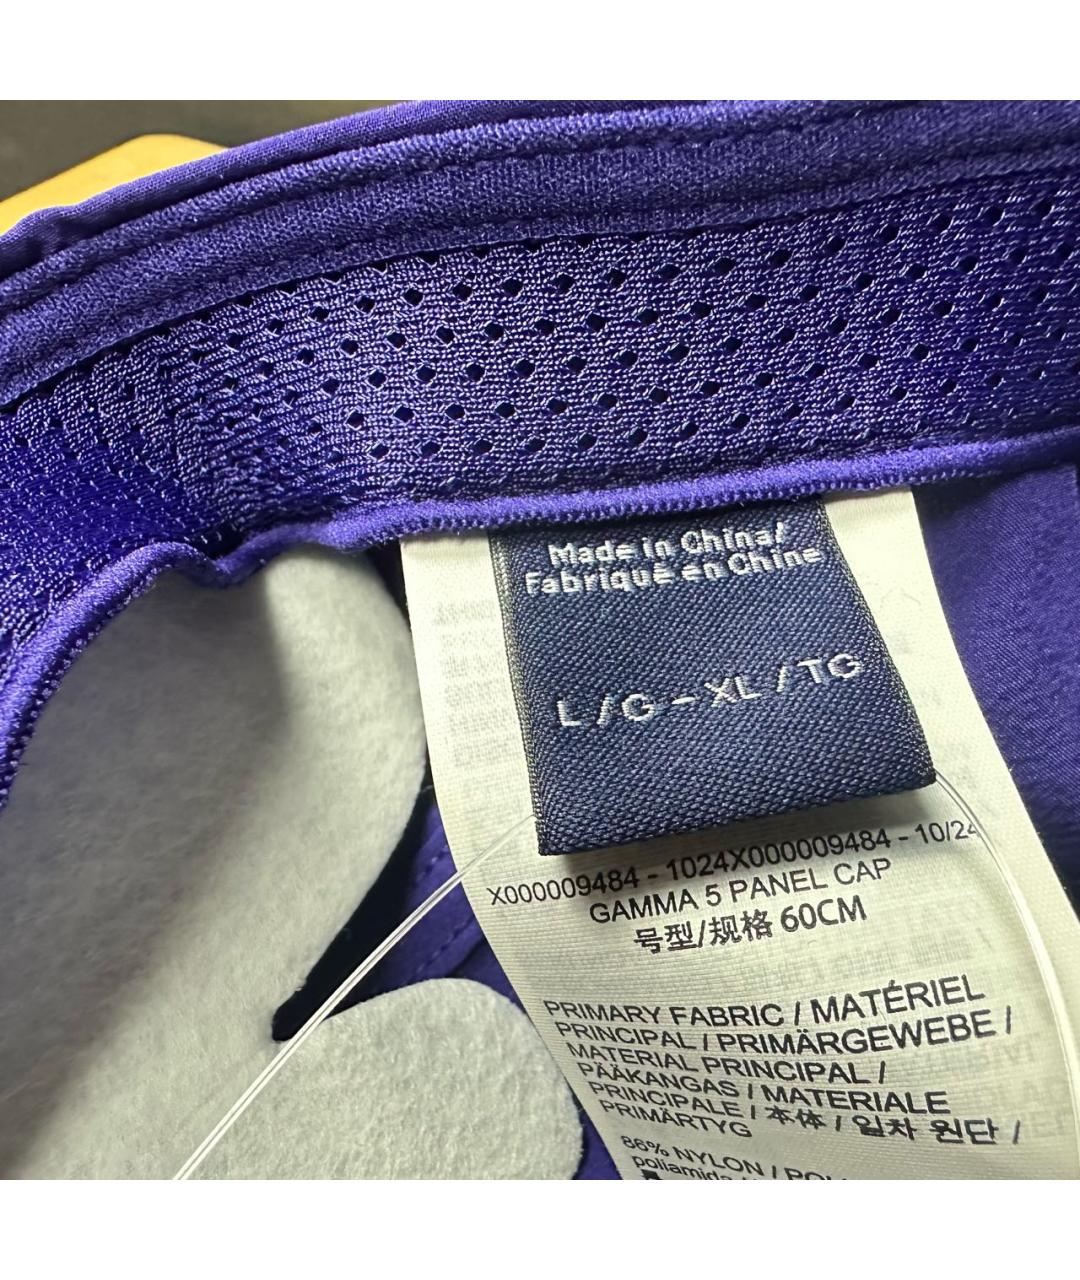 Made in China/
Fabriqué en Chine
L/G-XL/TG
X000009484 - 1024X000009484 - 10/24
GAMMA 5 PANEL CAP
号型/规格 60CM
PRIMARY FABRIC / MATÉRIEL
PRINCIPAL / PRIMÄRGEWEBE /
MATERIAL PRINCIPAL /
PÄÄKANGAS / MATERIALE
PRINCIPALE / 本体 / 일차 원단 /
PRIMÄRTYG
86% NYLON /
poliamida